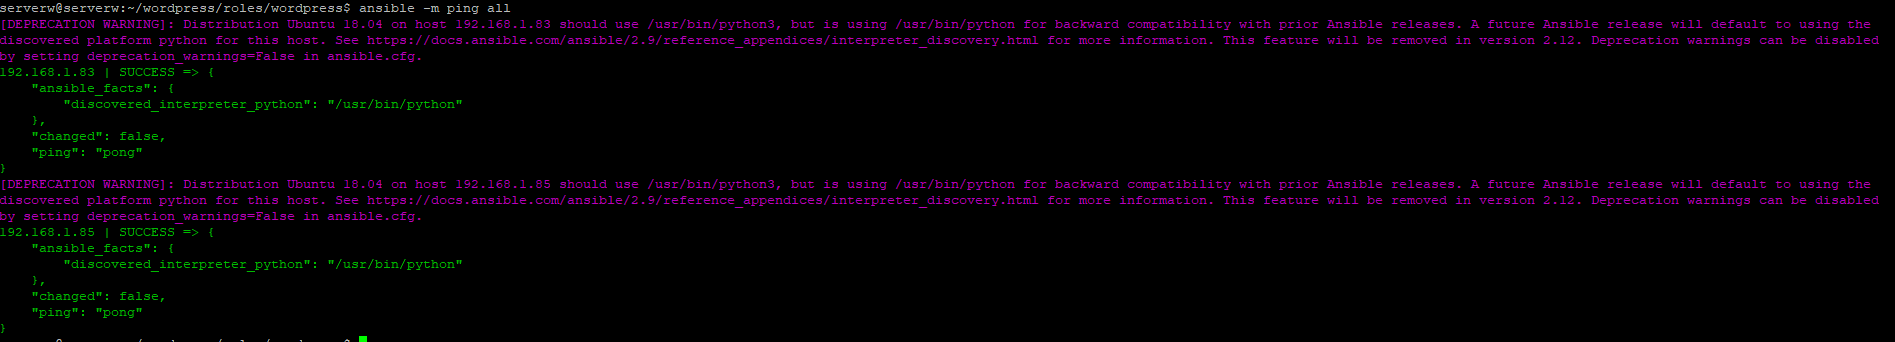 serverw@serverw:~/wordpress/roles/wordpress$ ansible -m ping all
[DEPRECATION WARNING]: Distribution Ubuntu 18.04 on host 192.168.1.83 should use /usr/bin/python3, but is using /usr/bin/python for backward compatibility with prior Ansible releases. A future Ansible release will default to using the
discovered platform python for this host. See https://docs.ansible.com/ansible/2.9/reference_appendices/interpreter_discovery.html for more information. This feature will be removed in version 2.12. Deprecation warnings can be disabled
by setting deprecation_warnings=False in ansible.cfg.
192.168.1.83 | SUCCESS => {
    "ansible_facts": {
        "discovered_interpreter_python": "/usr/bin/python"
    },
    "changed": false,
    "ping": "pong"
}
[DEPRECATION WARNING]: Distribution Ubuntu 18.04 on host 192.168.1.85 should use /usr/bin/python3, but is using /usr/bin/python for backward compatibility with prior Ansible releases. A future Ansible release will default to using the
discovered platform python for this host. See https://docs.ansible.com/ansible/2.9/reference_appendices/interpreter_discovery.html for more information. This feature will be removed in version 2.12. Deprecation warnings can be disabled
by setting deprecation_warnings=False in ansible.cfg.
192.168.1.85 | SUCCESS => {
    "ansible_facts": {
        "discovered_interpreter_python": "/usr/bin/python"
    },
    "changed": false,
    "ping": "pong"
}